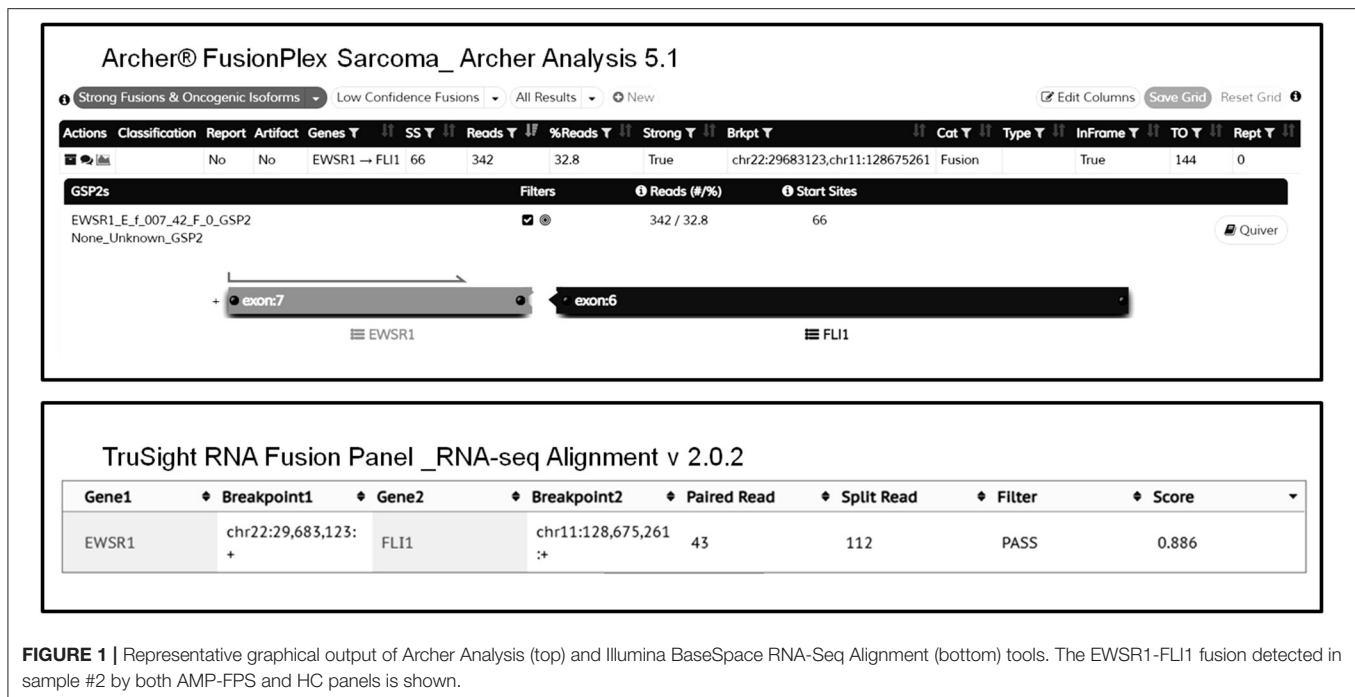 Archer® FusionPlex Sarcoma_ Archer Analysis 5.1
Strong Fusions & Oncogenic Isoforms Low Confidence Fusions All Results New Edit Columns Save Grid Reset Grid
Actions Classification Report Artifact Genes SS Reads %Reads Strong Brkpt Cat Type InFrame TO Rept
No No EWSR1 → FLI1 66 342 32.8 True chr22:29683123,chr11:128675261 Fusion True 144 0
GSP2s Filters Reads (#/%) Start Sites
EWSR1_E_f_007_42_F_0_GSP2 342 / 32.8 66
None_Unknown_GSP2 Quiver
+ exon:7 exon:6
EWSR1 FLI1
TruSight RNA Fusion Panel _RNA-seq Alignment v 2.0.2
Gene1 Breakpoint1 Gene2 Breakpoint2 Paired Read Split Read Filter Score
EWSR1 chr22:29,683,123: FLI1 chr11:128,675,261 43 112 PASS 0.886
+ :+
FIGURE 1 | Representative graphical output of Archer Analysis (top) and Illumina BaseSpace RNA-Seq Alignment (bottom) tools. The EWSR1-FLI1 fusion detected in
sample #2 by both AMP-FPS and HC panels is shown.